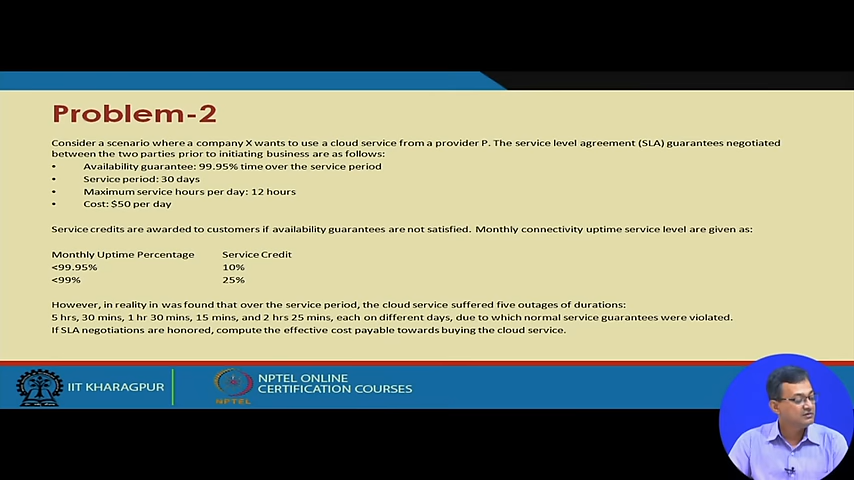 Problem-2
Consider a scenario where a company X wants to use a cloud service from a provider P. The service level agreement (SLA) guarantees negotiated
between the two parties prior to initiating business are as follows:
• Availability guarantee: 99.95% time over the service period
• Service period: 30 days
• Maximum service hours per day: 12 hours
• Cost: $50 per day
Service credits are awarded to customers if availability guarantees are not satisfied. Monthly connectivity uptime service level are given as:
Monthly Uptime Percentage Service Credit
<99.95% 10%
<99% 25%
However, in reality in was found that over the service period, the cloud service suffered five outages of durations:
5 hrs, 30 mins, 1 hr 30 mins, 15 mins, and 2 hrs 25 mins, each on different days, due to which normal service guarantees were violated.
If SLA negotiations are honored, compute the effective cost payable towards buying the cloud service.
IIT KHARAGPUR
NPTEL
NPTEL ONLINE
CERTIFICATION COURSES